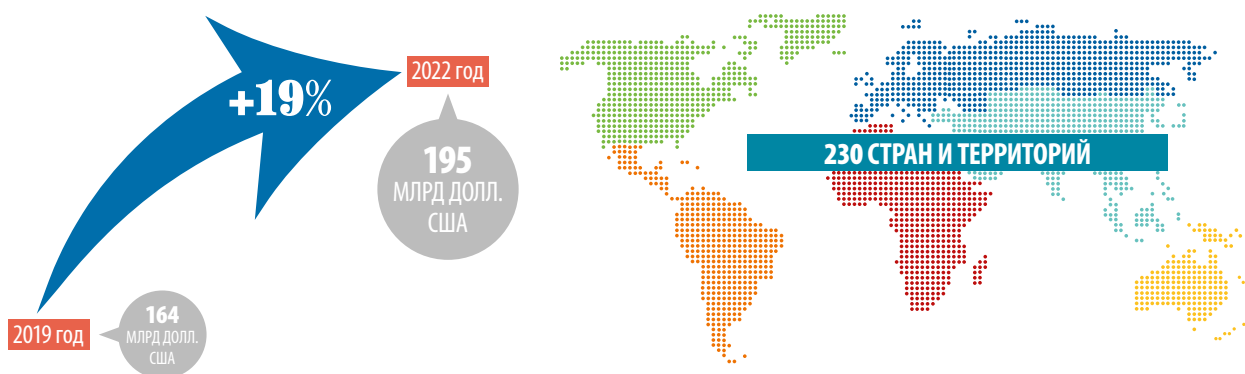 +19%
2022 год
195
МЛРД ДОЛЛ.
США
2019 год
164
МЛРД ДОЛЛ.
США
230 СТРАН И ТЕРРИТОРИЙ